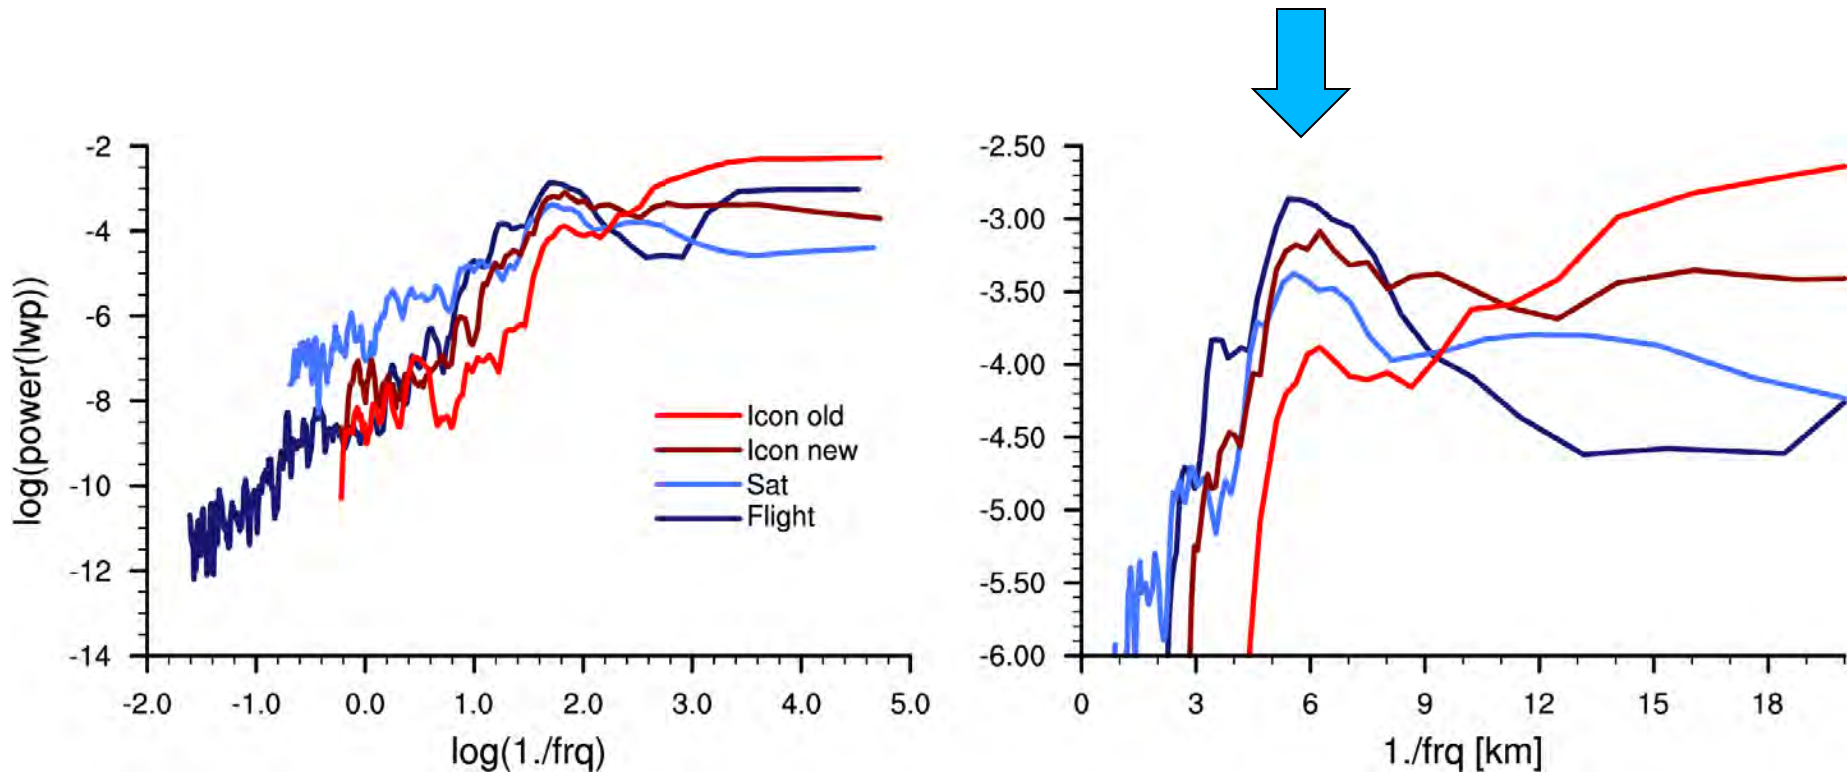 -2
-4
-6
-8
-10
-12
-14
-2.0 -1.0 0.0 1.0 2.0 3.0 4.0 5.0
log(power(lwp))
log(1./frq)
Icon old
Icon new
Sat
Flight
-2.50
-3.00
-3.50
-4.00
-4.50
-5.00
-5.50
-6.00
0 3 6 9 12 15 18
1./frq [km]